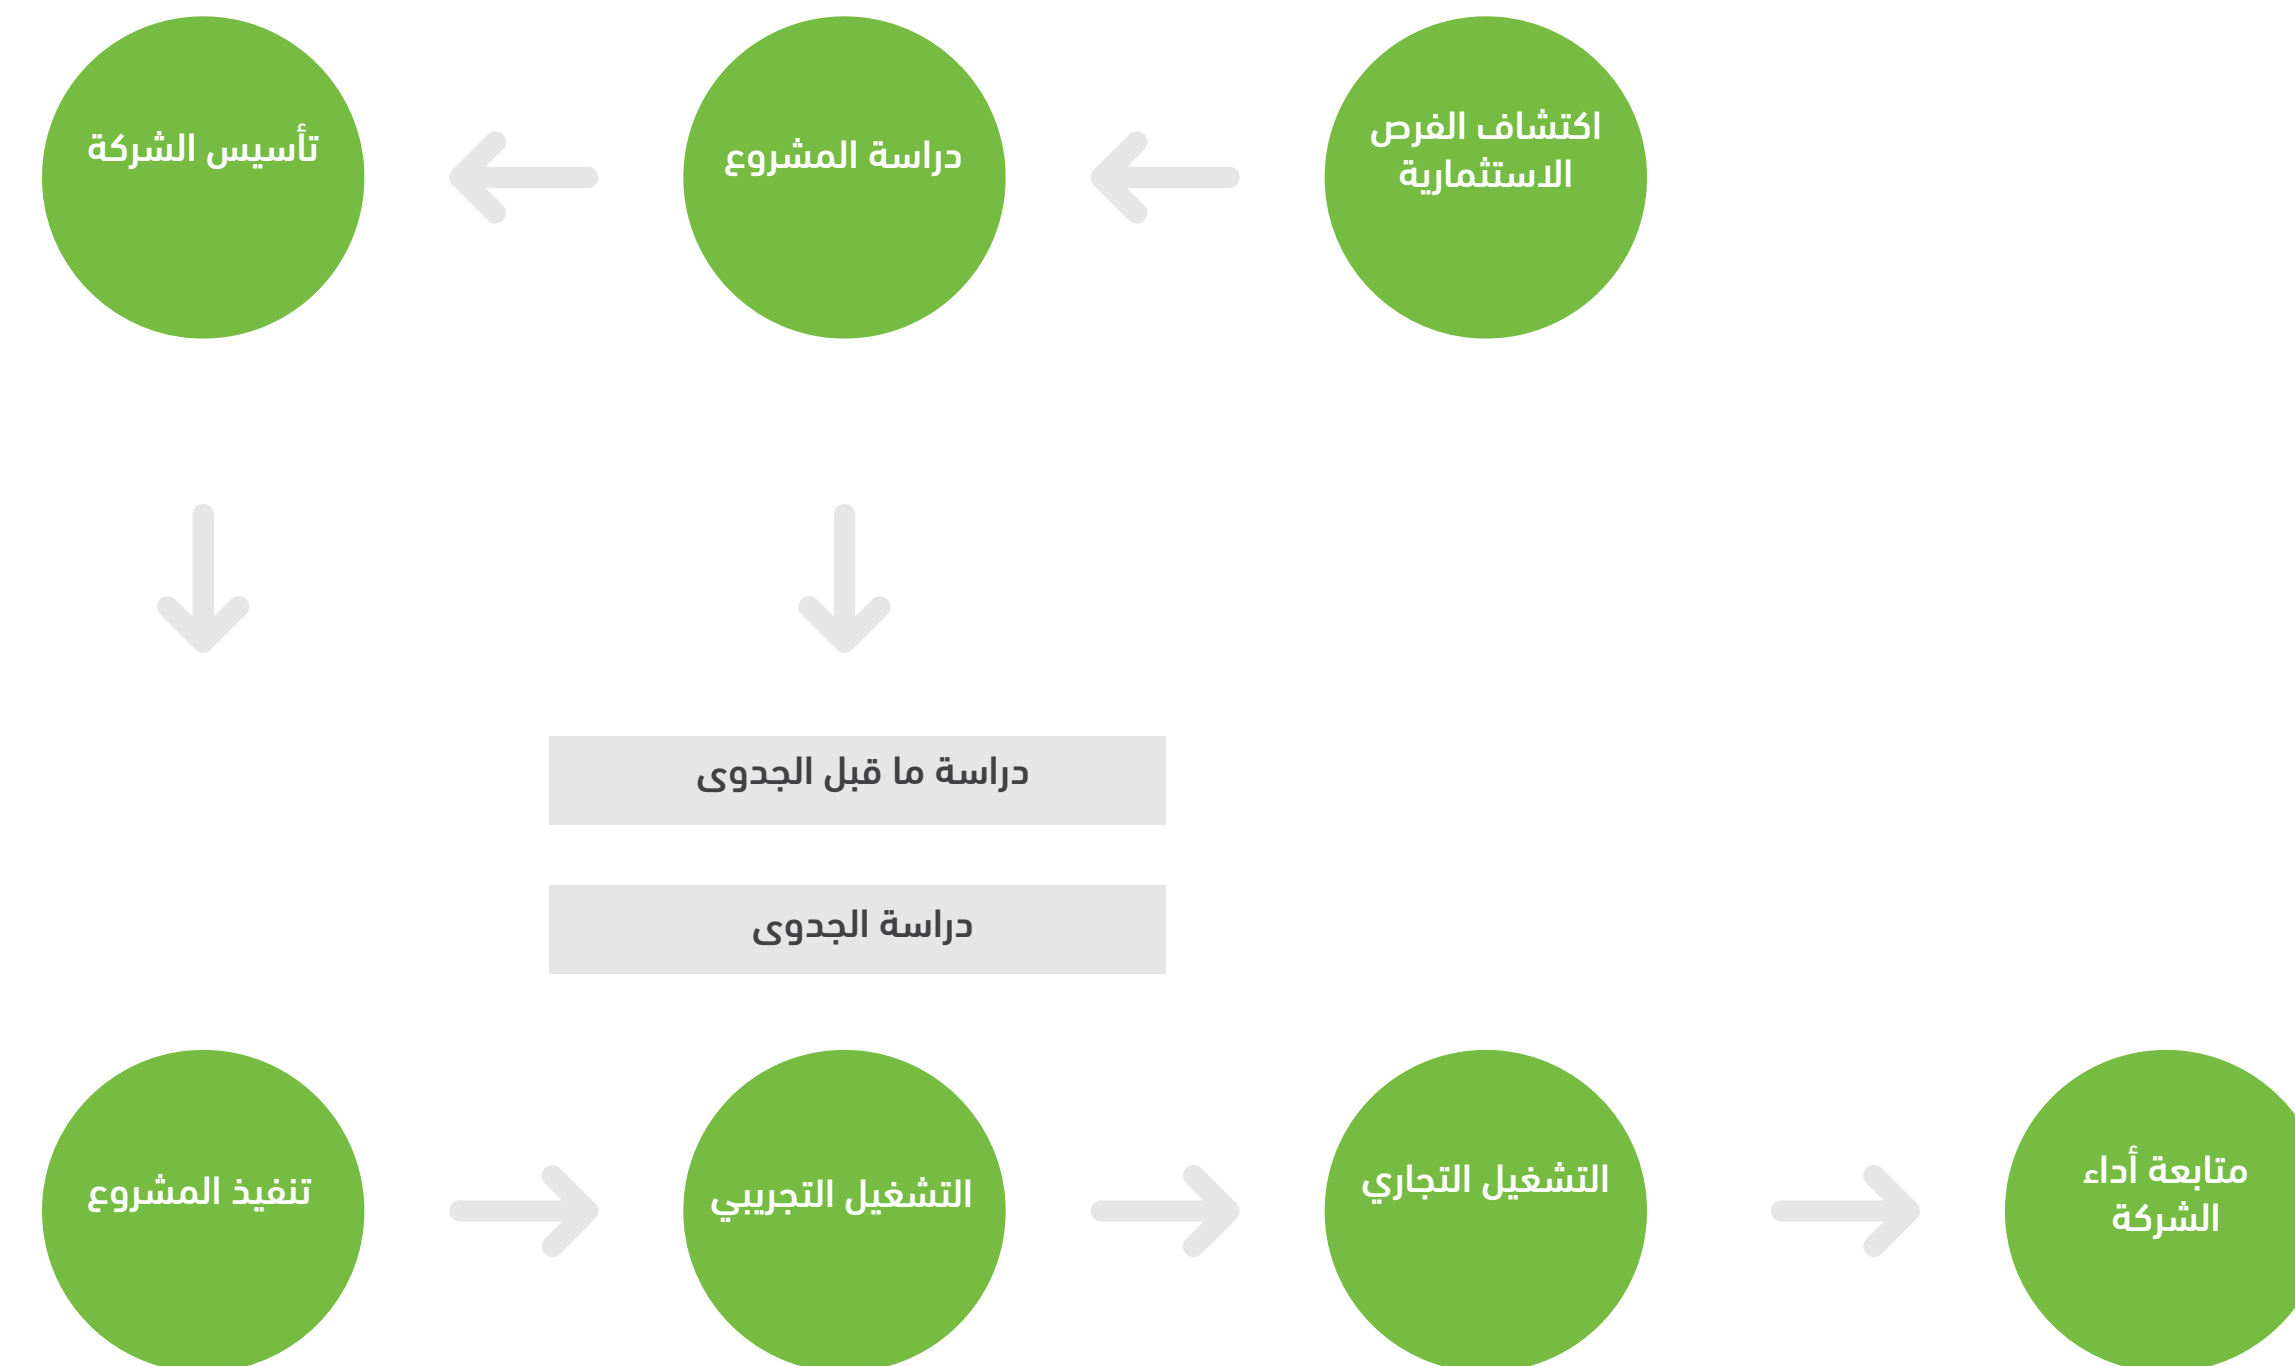 اكتشاف الفرص
الاستثمارية
دراسة المشروع
تأسيس الشركة
دراسة ما قبل الجدوى
دراسة الجدوى
تنفيذ المشروع
التشغيل التجريبي
التشغيل التجاري
متابعة أداء
الشركة